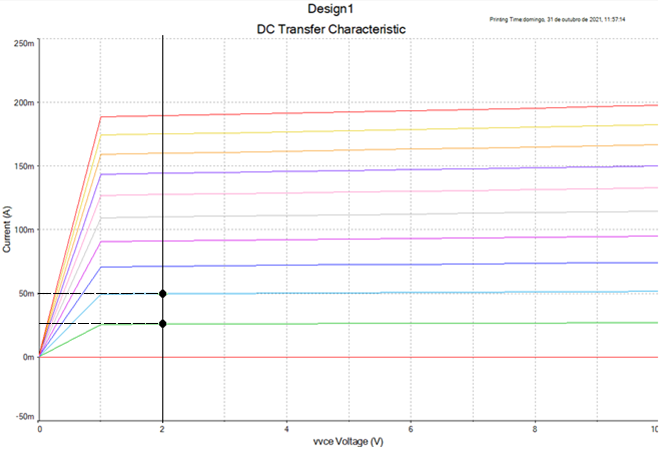 Design1
Printing Time:domingo, 31 de outubro de 2021, 11:57:14
DC Transfer Characteristic
250m
200m
150m
100m
50m
0m
-50m
Current (A)
0 2 4 6 8 10
vvce Voltage (V)